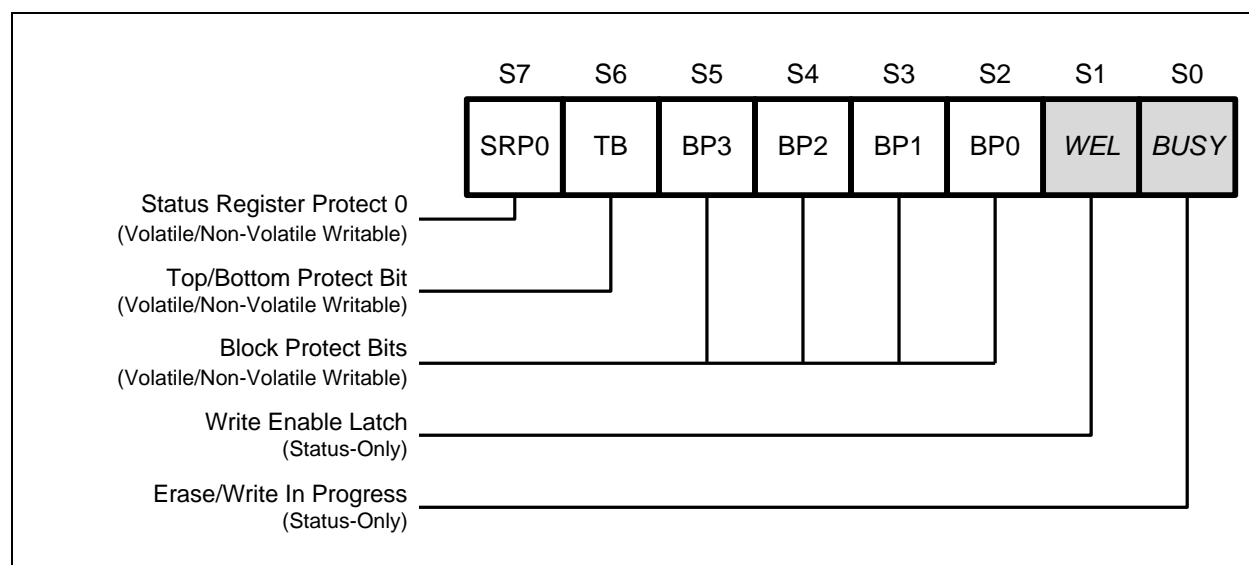 S7 S6 S5 S4 S3 S2 S1 S0
SRP0 TB BP3 BP2 BP1 BP0 WEL BUSY
Status Register Protect 0
(Volatile/Non-Volatile Writable)
Top/Bottom Protect Bit
(Volatile/Non-Volatile Writable)
Block Protect Bits
(Volatile/Non-Volatile Writable)
Write Enable Latch
(Status-Only)
Erase/Write In Progress
(Status-Only)